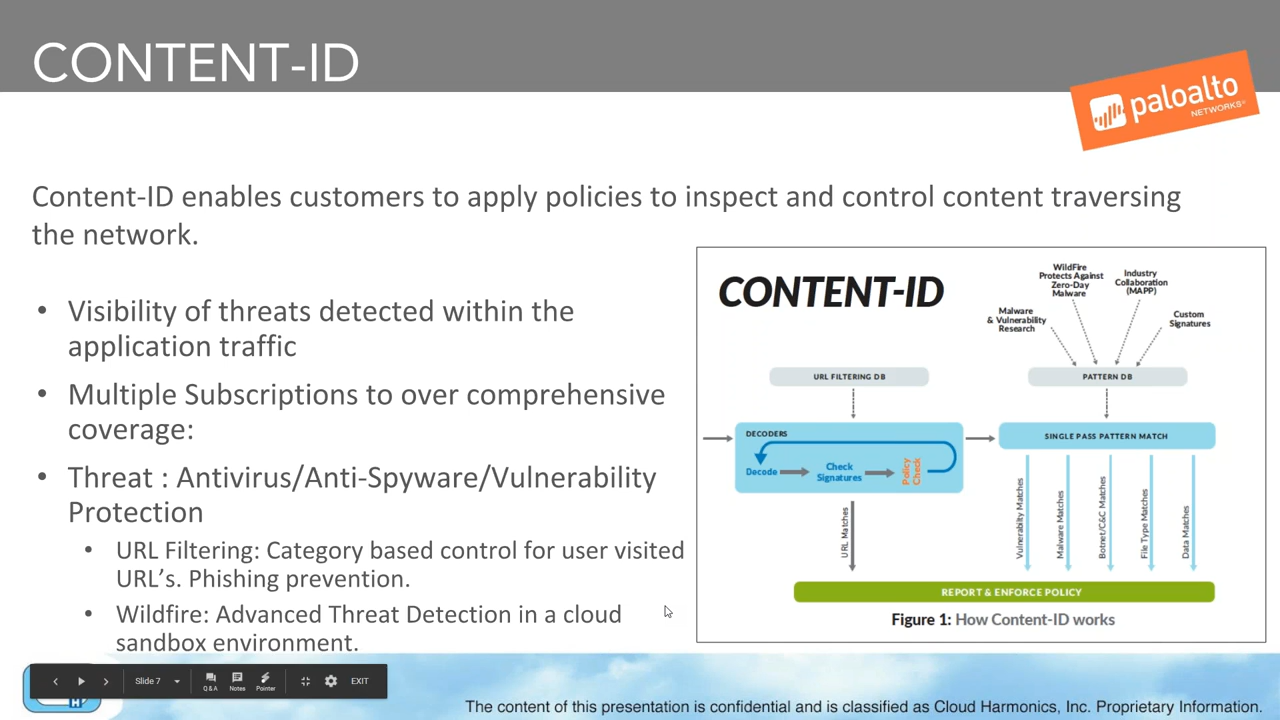 CONTENT-ID
paloalto
NETWORKS®
Content-ID enables customers to apply policies to inspect and control content traversing
the network.
• Visibility of threats detected within the
application traffic
• Multiple Subscriptions to over comprehensive
coverage:
• Threat : Antivirus/Anti-Spyware/Vulnerability
Protection
• URL Filtering: Category based control for user visited
URL's. Phishing prevention.
• Wildfire: Advanced Threat Detection in a cloud
sandbox environment.
CONTENT-ID
Malware
& Vulnerability
Research
WildFire
Protects Against
Zero-Day
Malware
Industry
Collaboration
(MAPP)
Custom
Signatures
URL FILTERING DB
PATTERN DB
DECODERS
Decode
Check
Signatures
Policy
Check
SINGLE PASS PATTERN MATCH
URL Matches
Vulnerability Matches
Malware Matches
Botnet/C&C Matches
File Type Matches
Data Matches
REPORT & ENFORCE POLICY
Figure 1: How Content-ID works
Slide 7
Q&A
Notes
Pointer
EXIT
H
The content of this presentation is confidential and is classified as Cloud Harmonics, Inc. Proprietary Information.